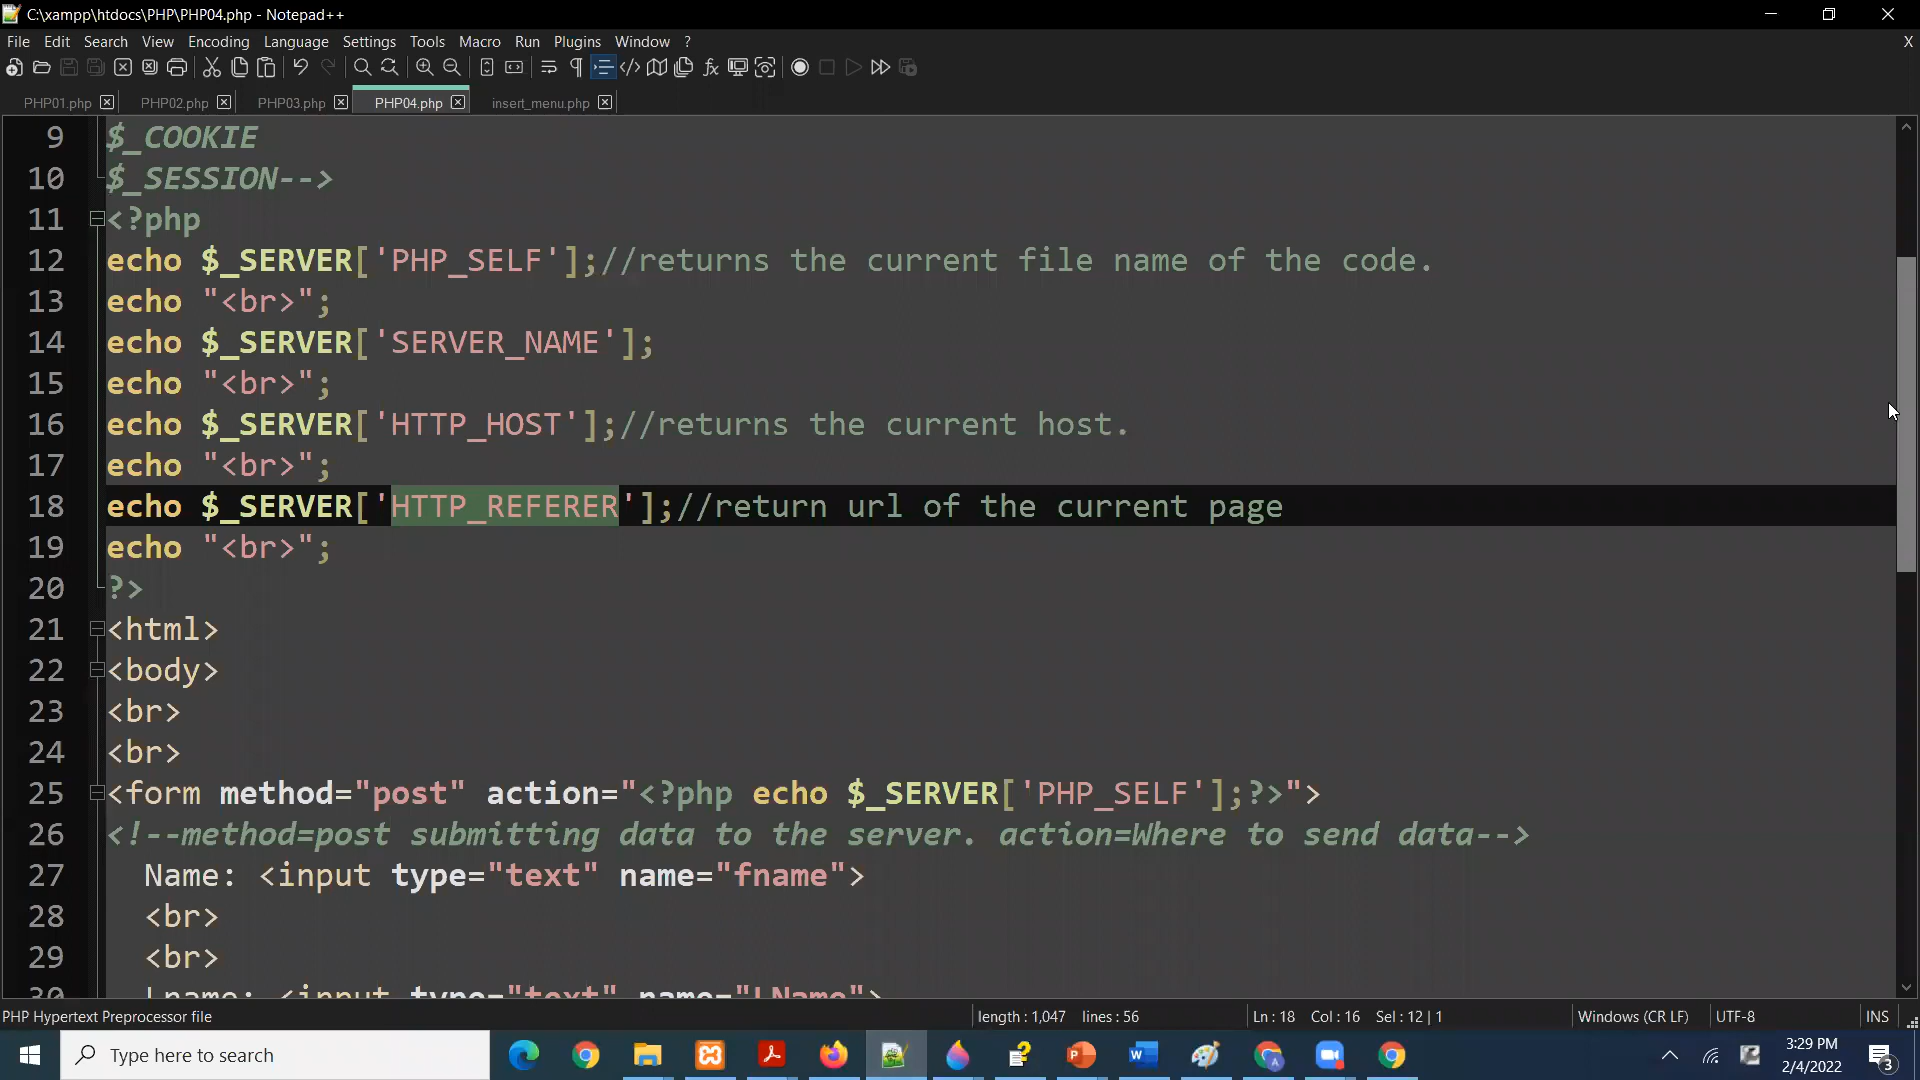 C:\xampp\htdocs\PHP\PHP04.php - Notepad++
File Edit Search View Encoding Language Settings Tools Macro Run Plugins Window ? X
PHP01.php PHP02.php PHP03.php PHP04.php insert_menu.php
9 $_COOKIE
10 $_SESSION-->
11 <?php
12 echo $_SERVER['PHP_SELF'];//returns the current file name of the code.
13 echo "<br>";
14 echo $_SERVER['SERVER_NAME'];
15 echo "<br>";
16 echo $_SERVER['HTTP_HOST'];//returns the current host.
17 echo "<br>";
18 echo $_SERVER['HTTP_REFERER'];//return url of the current page
19 echo "<br>";
20 ?>
21 <html>
22 <body>
23 <br>
24 <br>
25 <form method="post" action="<?php echo $_SERVER['PHP_SELF'];?>">
26 <!--method=post submitting data to the server. action=Where to send data-->
27 Name: <input type="text" name="fname">
28 <br>
29 <br>
30 Lname: <input type="text" name="LName">
PHP Hypertext Preprocessor file length : 1,047 lines : 56 Ln : 18 Col : 16 Sel : 12 | 1 Windows (CR LF) UTF-8 INS
Type here to search
3:29 PM
2/4/2022
3